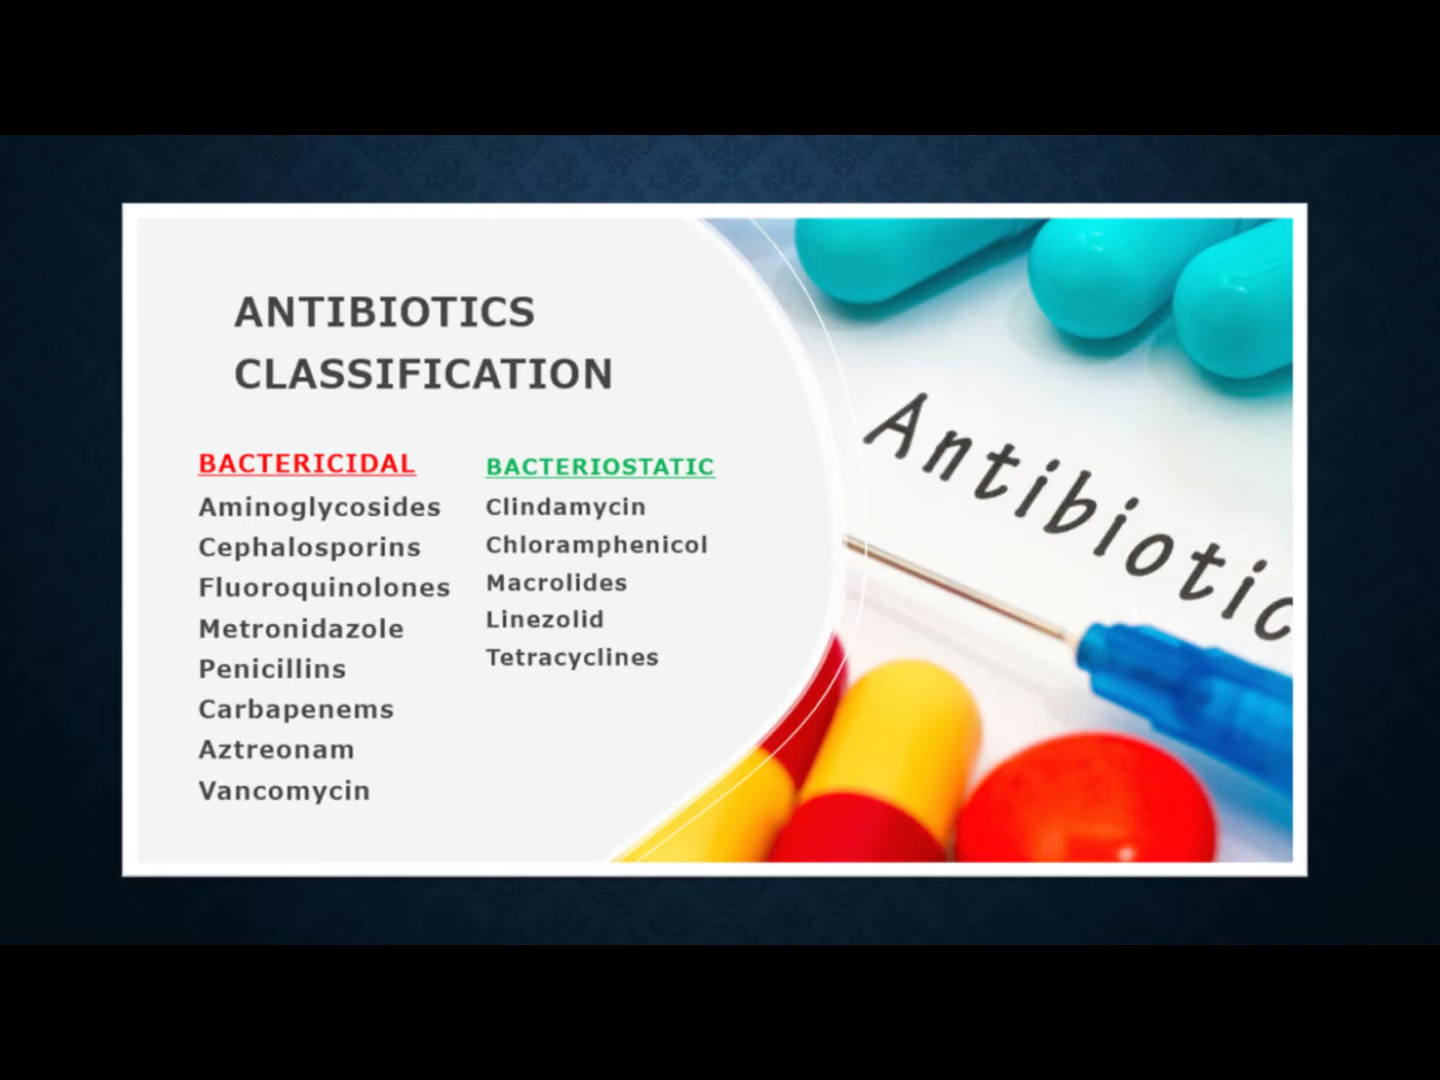 ANTIBIOTICS
CLASSIFICATION
BACTERICIDAL
Aminoglycosides
Cephalosporins
Fluoroquinolones
Metronidazole
Penicillins
Carbapenems
Aztreonam
Vancomycin
BACTERIOSTATIC
Clindamycin
Chloramphenicol
Macrolides
Linezolid
Tetracyclines
Antibiotic